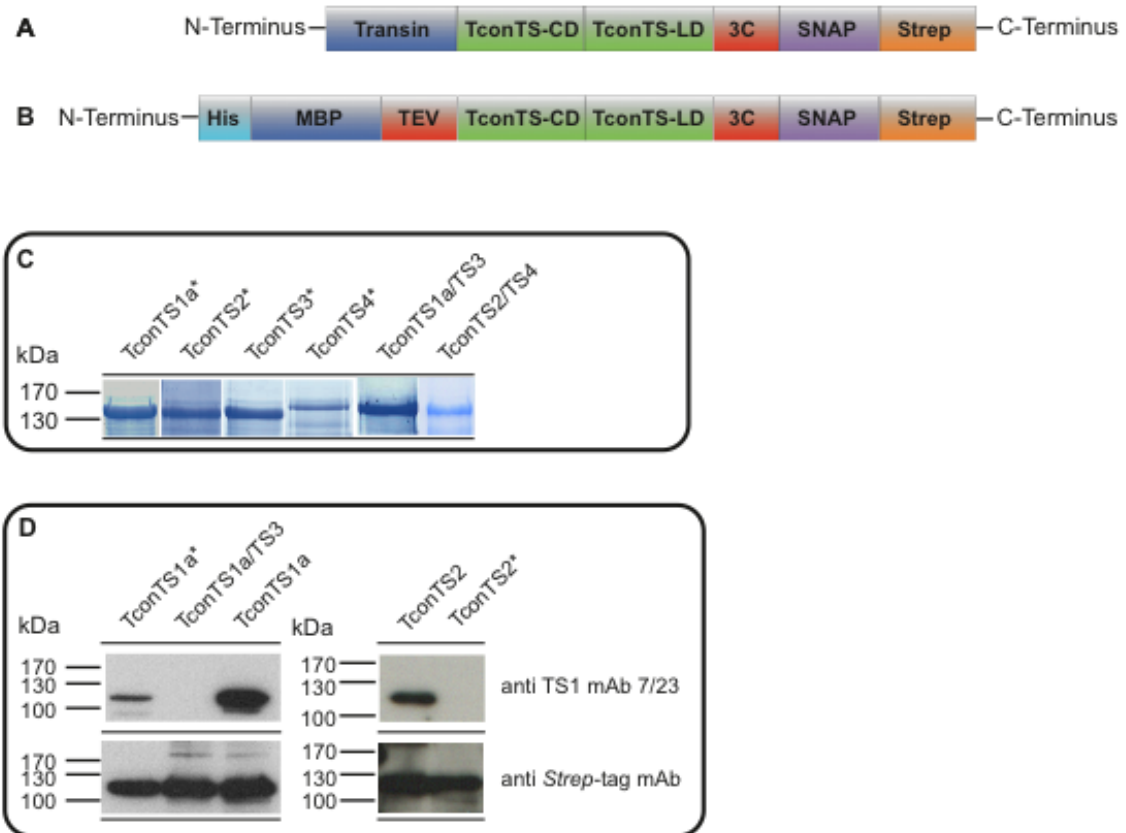 A N-Terminus Transin TconTS-CD TconTS-LD 3C SNAP Strep C-Terminus
B N-Terminus His MBP TEV TconTS-CD TconTS-LD 3C SNAP Strep C-Terminus
C
TconTS1a* TconTS2* TconTS3* TconTS4* TconTS1a/TS3 TconTS2/TS4
kDa
170
130
D
TconTS1a* TconTS1a/TS3 TconTS1a TconTS2 TconTS2*
kDa kDa
170 170
130 130
100 100
anti TS1 mAb 7/23
170 170
130 130
100 100
anti Strep-tag mAb